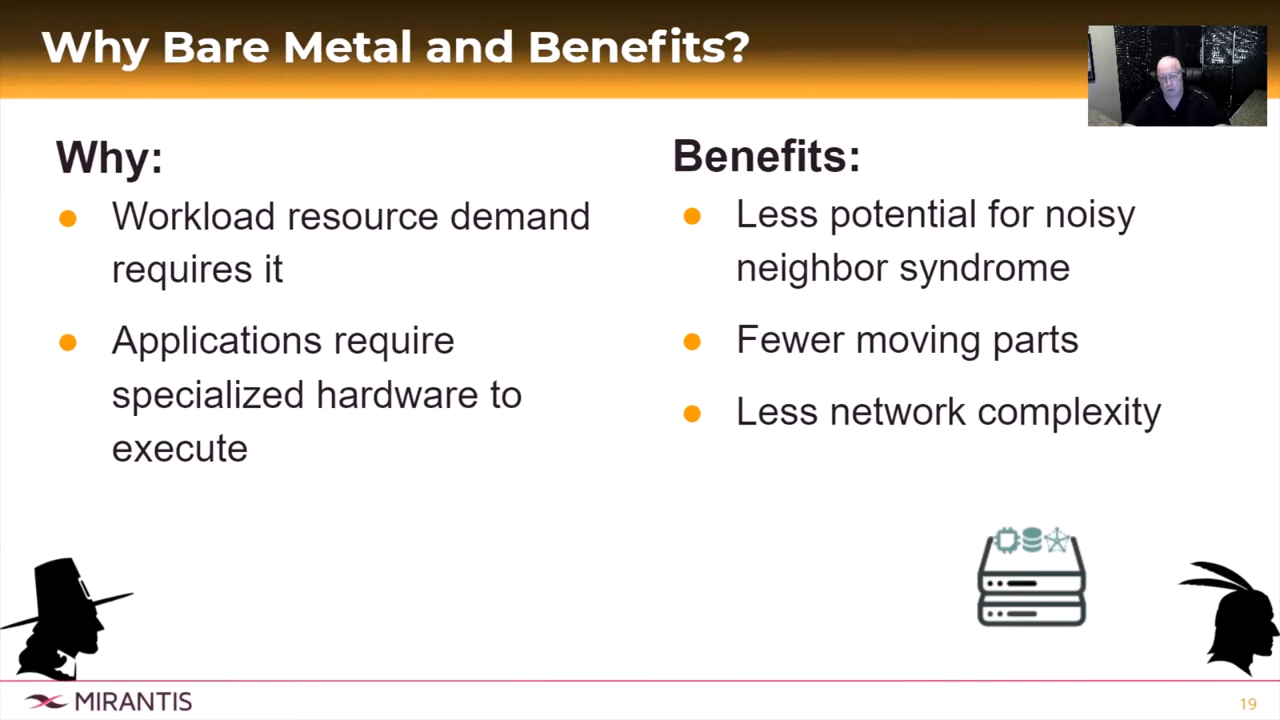 Why Bare Metal and Benefits?
Why:
● Workload resource demand
requires it
● Applications require
specialized hardware to
execute
Benefits:
● Less potential for noisy
neighbor syndrome
● Fewer moving parts
● Less network complexity
MIRANTIS
19